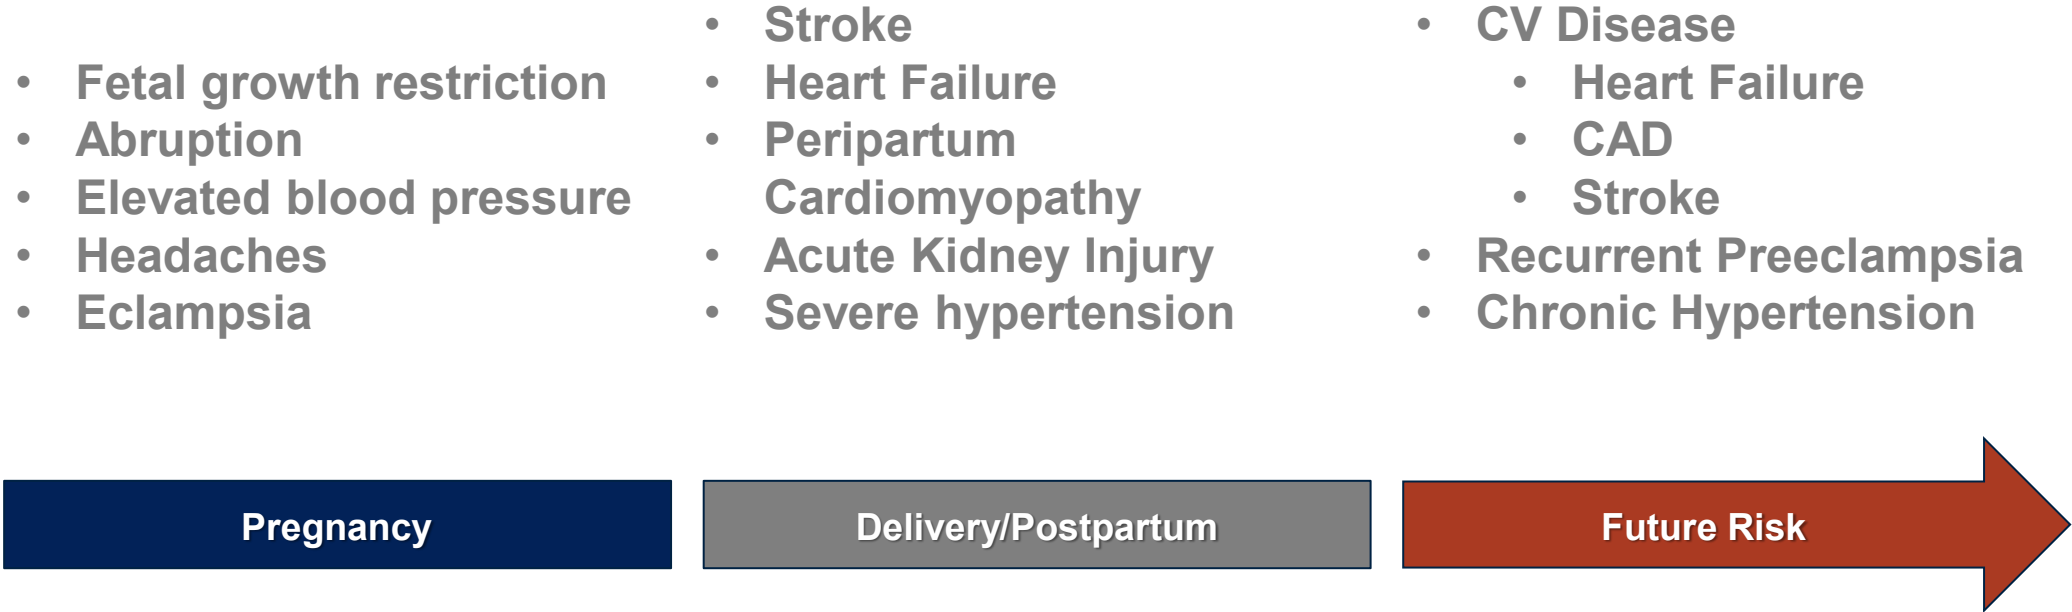 • Fetal growth restriction
• Abruption
• Elevated blood pressure
• Headaches
• Eclampsia
• Stroke
• Heart Failure
• Peripartum
Cardiomyopathy
• Acute Kidney Injury
• Severe hypertension
• CV Disease
• Heart Failure
• CAD
• Stroke
• Recurrent Preeclampsia
• Chronic Hypertension
Pregnancy
Delivery/Postpartum
Future Risk